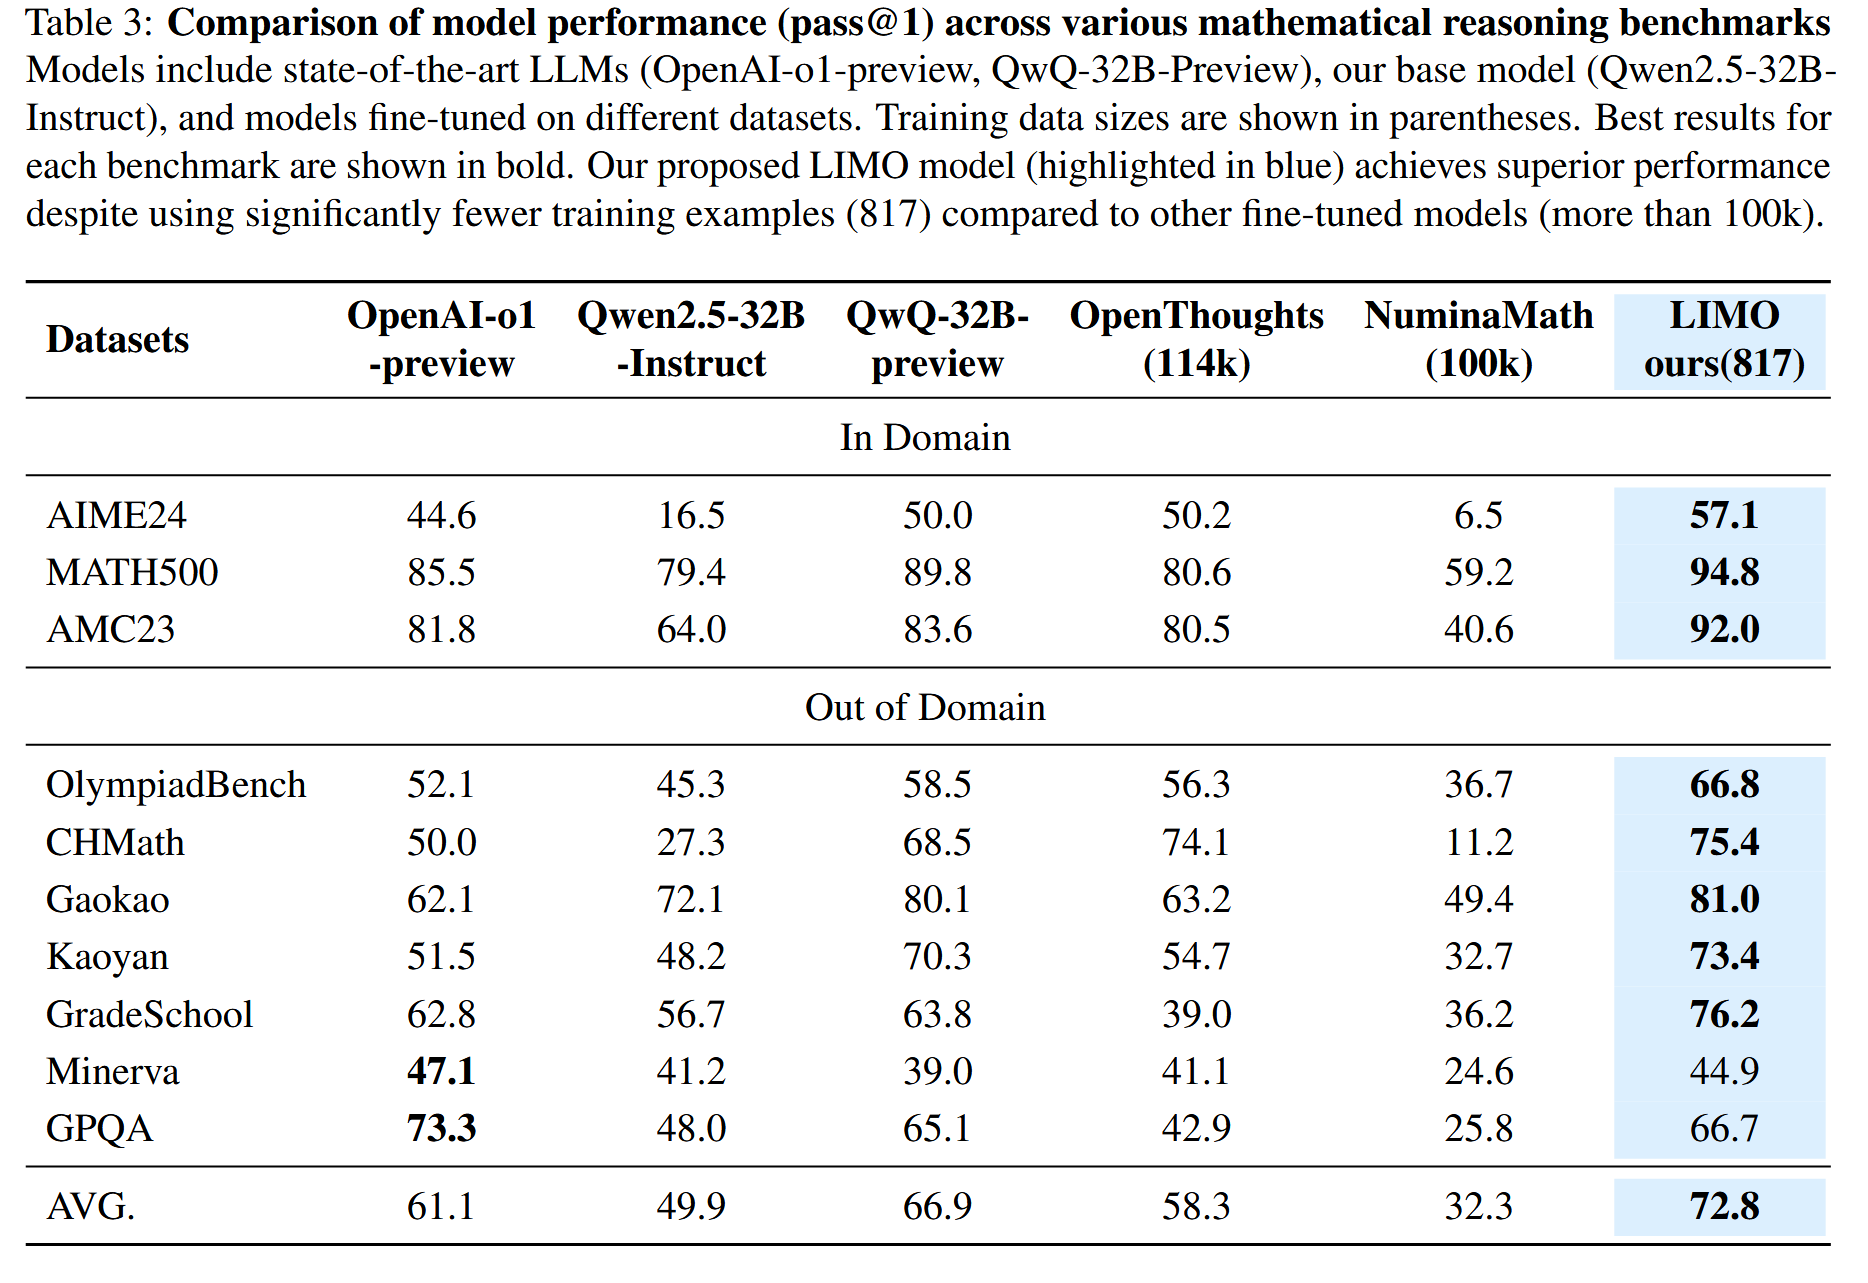 Table 3: Comparison of model performance (pass@1) across various mathematical reasoning benchmarks
Models include state-of-the-art LLMs (OpenAI-o1-preview, QwQ-32B-Preview), our base model (Qwen2.5-32B-
Instruct), and models fine-tuned on different datasets. Training data sizes are shown in parentheses. Best results for
each benchmark are shown in bold. Our proposed LIMO model (highlighted in blue) achieves superior performance
despite using significantly fewer training examples (817) compared to other fine-tuned models (more than 100k).
Datasets OpenAI-o1 Qwen2.5-32B QwQ-32B- OpenThoughts NuminaMath LIMO
-preview -Instruct preview (114k) (100k) ours(817)
In Domain
AIME24 44.6 16.5 50.0 50.2 6.5 57.1
MATH500 85.5 79.4 89.8 80.6 59.2 94.8
AMC23 81.8 64.0 83.6 80.5 40.6 92.0
Out of Domain
OlympiadBench 52.1 45.3 58.5 56.3 36.7 66.8
CHMath 50.0 27.3 68.5 74.1 11.2 75.4
Gaokao 62.1 72.1 80.1 63.2 49.4 81.0
Kaoyan 51.5 48.2 70.3 54.7 32.7 73.4
GradeSchool 62.8 56.7 63.8 39.0 36.2 76.2
Minerva 47.1 41.2 39.0 41.1 24.6 44.9
GPQA 73.3 48.0 65.1 42.9 25.8 66.7
AVG. 61.1 49.9 66.9 58.3 32.3 72.8